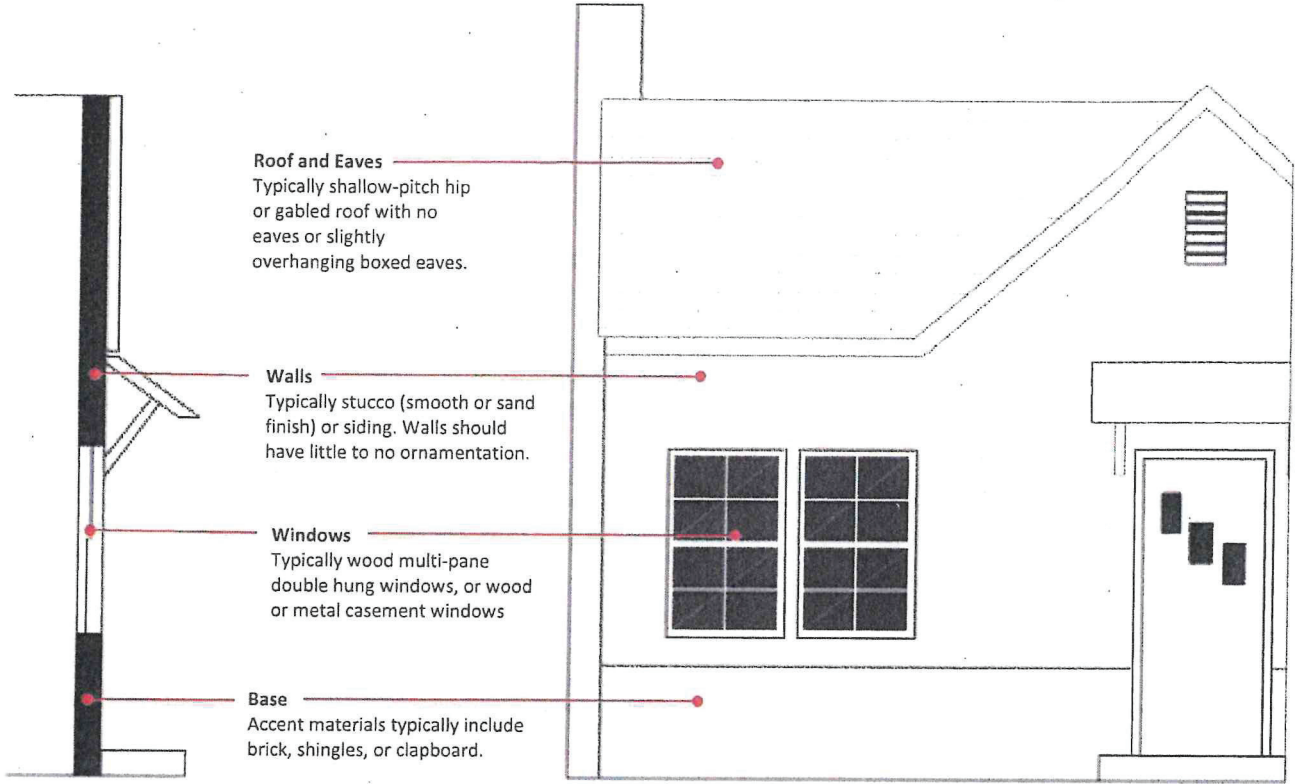 Roof and Eaves
Typically shallow-pitch hip
or gabled roof with no
eaves or slightly
overhanging boxed eaves.
Walls
Typically stucco (smooth or sand
finish) or siding. Walls should
have little to no ornamentation.
Windows
Typically wood multi-pane
double hung windows, or wood
or metal casement windows
Base
Accent materials typically include
brick, shingles, or clapboard.